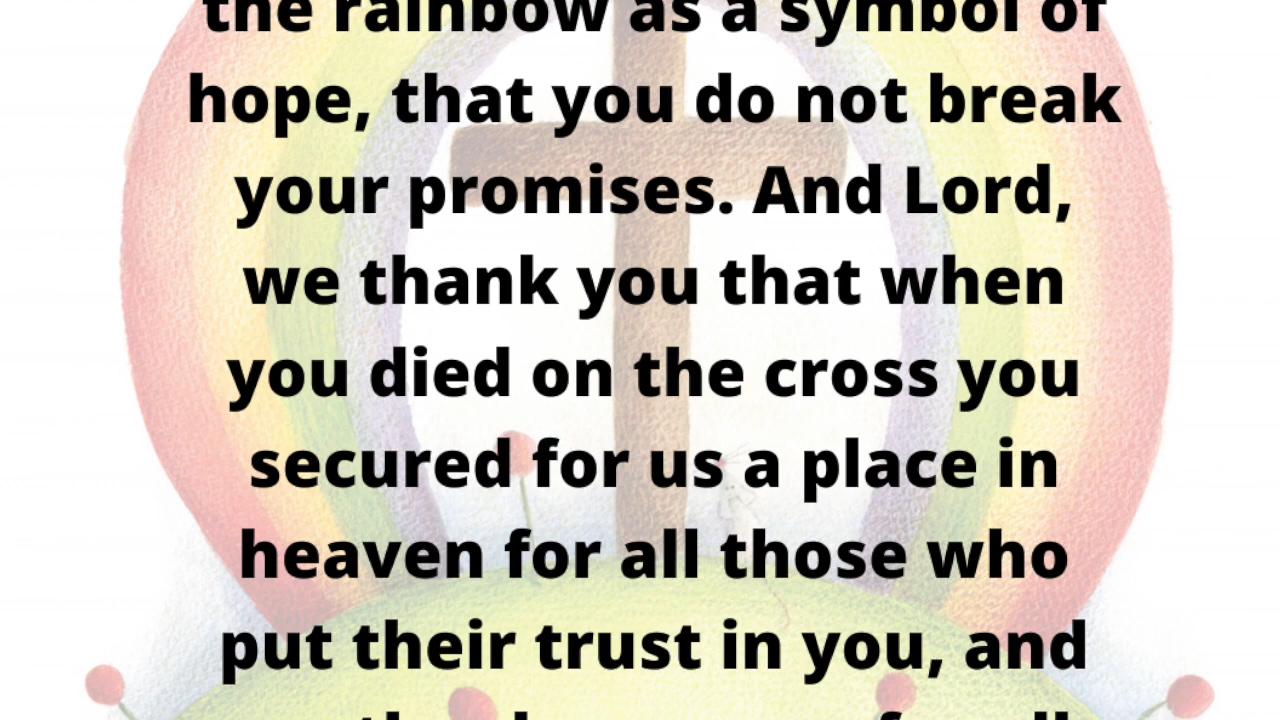 the rainbow as a symbol of
hope, that you do not break
your promises. And Lord,
we thank you that when
you died on the cross you
secured for us a place in
heaven for all those who
put their trust in you, and